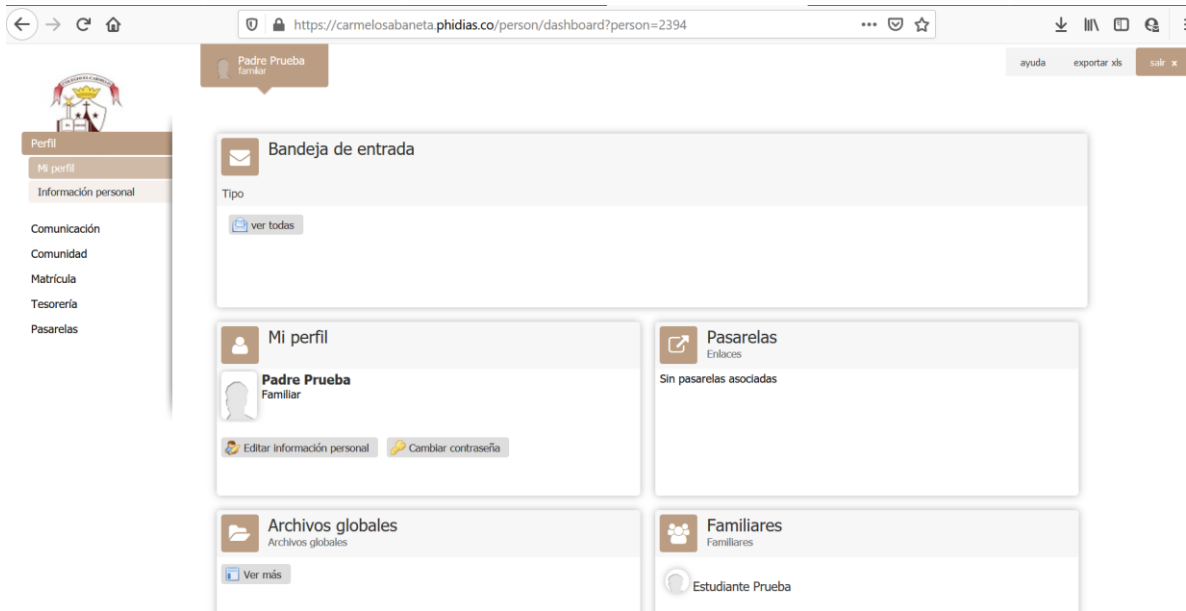 https://carmelosabaneta.phidias.co/person/dashboard?person=2394
Padre Prueba
familiar
ayuda
exportar xls
salir x
Perfil
Mi perfil
Información personal
Comunicación
Comunidad
Matrícula
Tesorería
Pasarelas
Bandeja de entrada
Tipo
ver todas
Mi perfil
Padre Prueba
Familiar
Editar información personal
Cambiar contraseña
Pasarelas
Enlaces
Sin pasarelas asociadas
Archivos globales
Archivos globales
Ver más
Familiares
Familiares
Estudiante Prueba